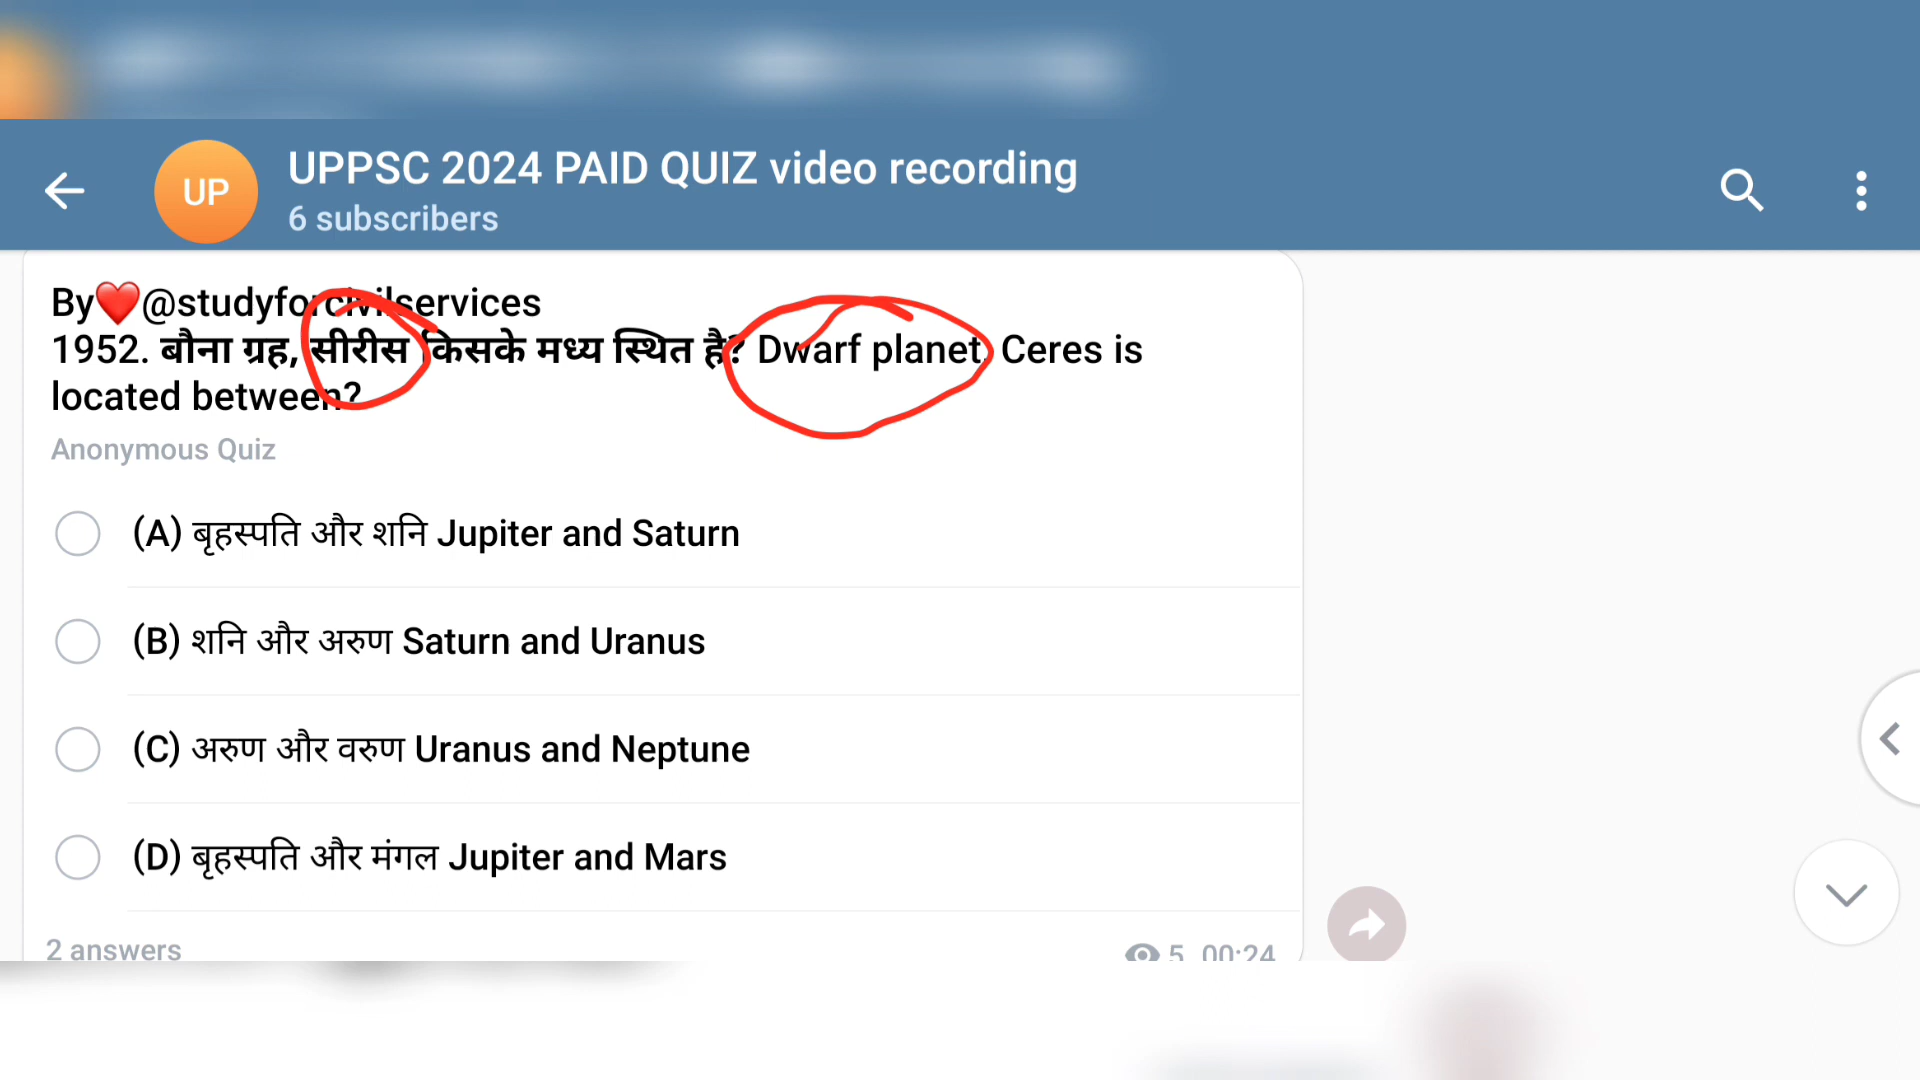 UP
UPPSC 2024 PAID QUIZ video recording
6 subscribers
By❤️@studyforcivilservices
1952. बौना ग्रह, सीरीस किसके मध्य स्थित है? Dwarf planet, Ceres is
located between?
Anonymous Quiz
(A) बृहस्पति और शनि Jupiter and Saturn
(B) शनि और अरुण Saturn and Uranus
(C) अरुण और वरुण Uranus and Neptune
(D) बृहस्पति और मंगल Jupiter and Mars
2 answers
5 00:24